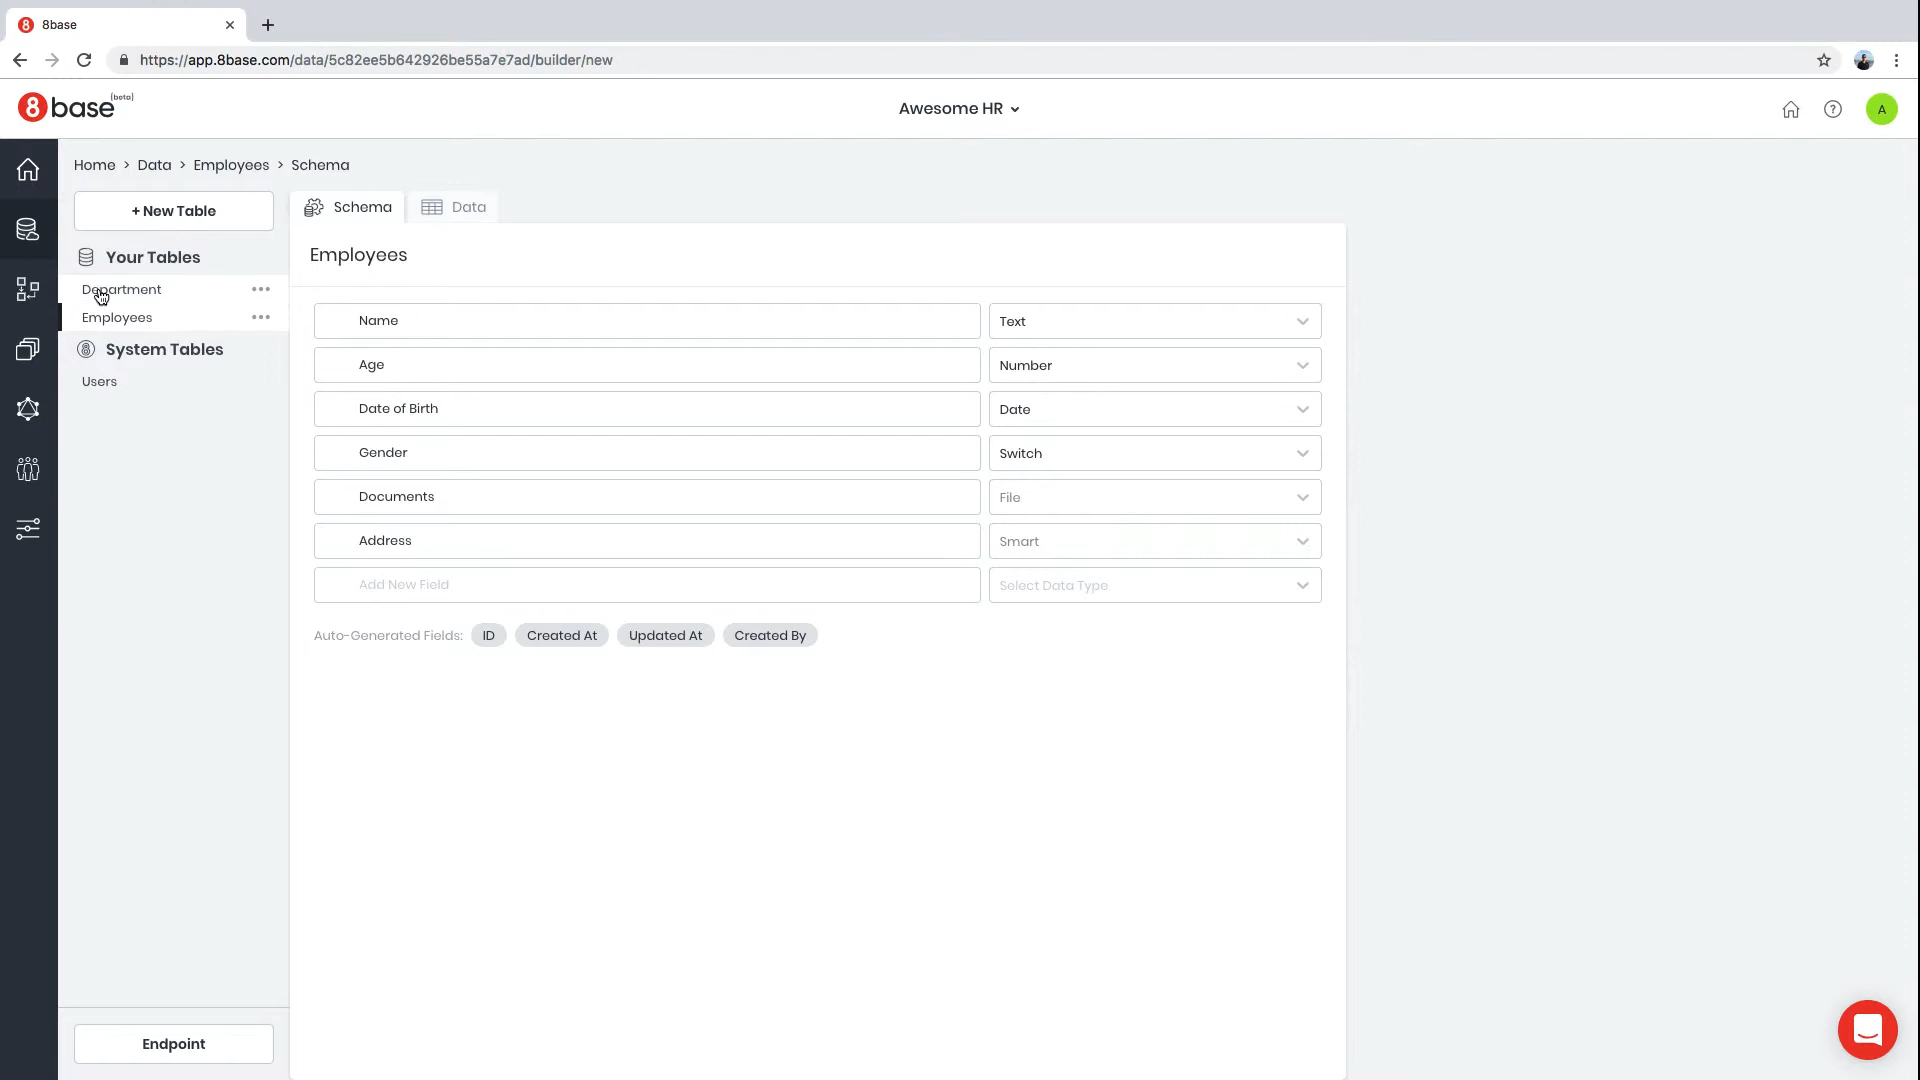 8base
https://app.8base.com/data/5c82ee5b642926be55a7e7ad/builder/new
8base (beta)
Awesome HR
A
Home > Data > Employees > Schema
+ New Table
Schema
Data
Your Tables
Department
Employees
System Tables
Users
Employees
Name
Text
Age
Number
Date of Birth
Date
Gender
Switch
Documents
File
Address
Smart
Add New Field
Select Data Type
Auto-Generated Fields: ID Created At Updated At Created By
Endpoint